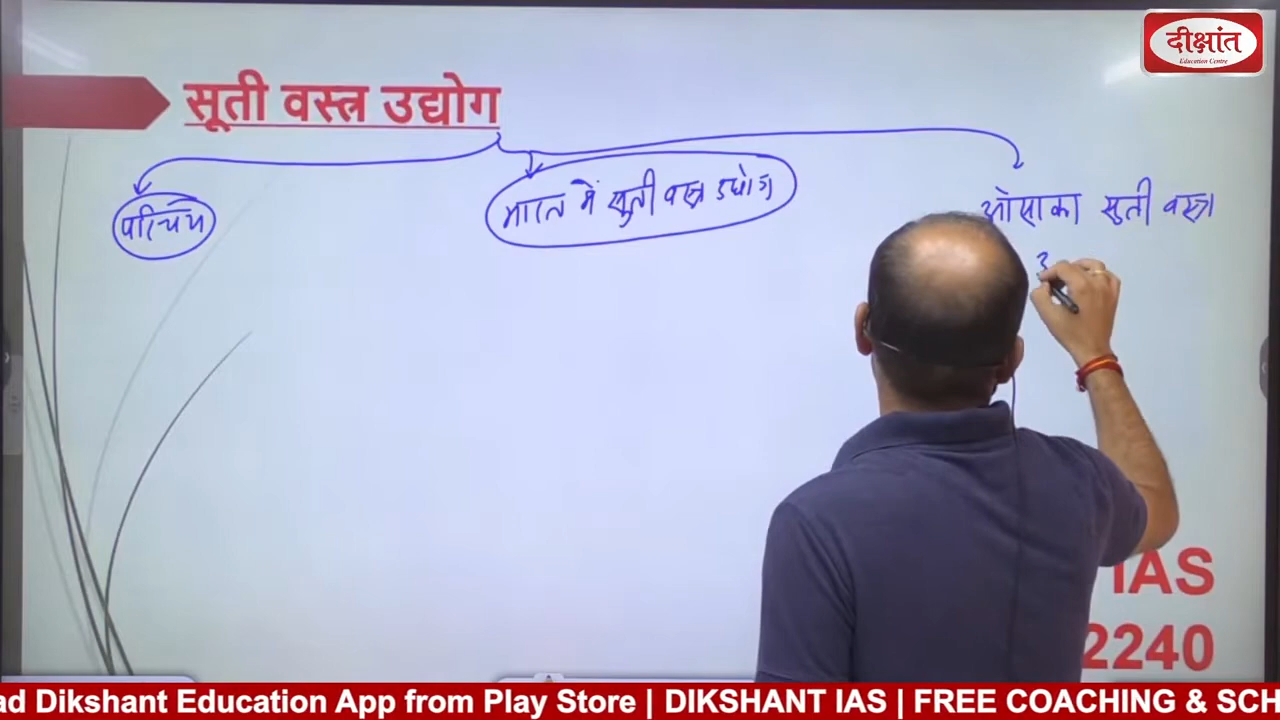 दीक्षांत
Education Centre
सूती वस्त्र उद्योग
परिचय
भारत में सुती वस्त्र उद्योग
ओसाका सुती वस्त्र
IAS
2240
ad Dikshant Education App from Play Store | DIKSHANT IAS | FREE COACHING & SCH